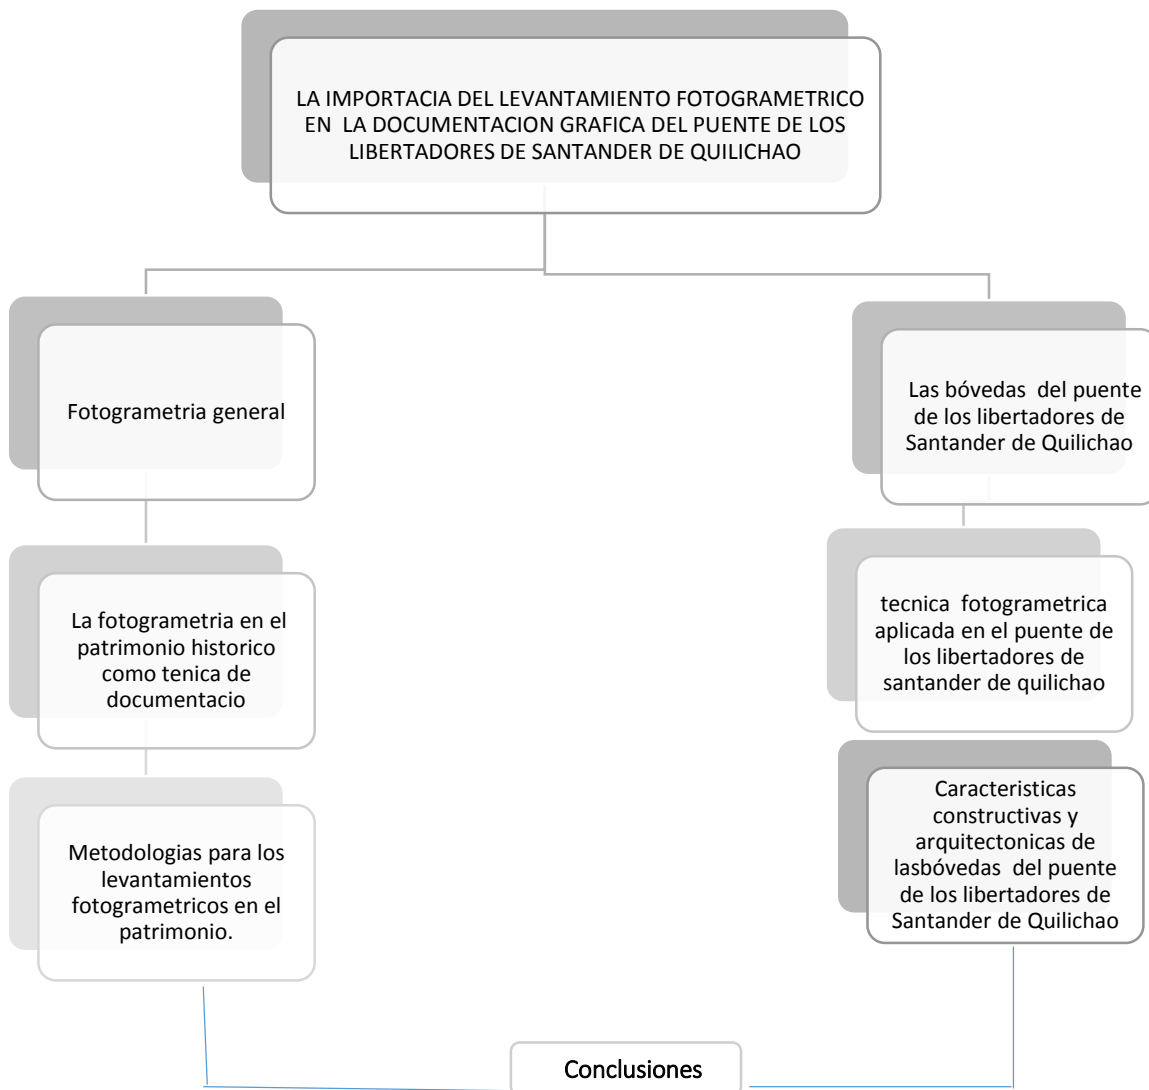 LA IMPORTACIA DEL LEVANTAMIENTO FOTOGRAMETRICO
EN LA DOCUMENTACION GRAFICA DEL PUENTE DE LOS
LIBERTADORES DE SANTANDER DE QUILICHAO
Fotogrametria general
La fotogrametria en el
patrimonio historico
como tenica de
documentacio
Metodologias para los
levantamientos
fotogrametricos en el
patrimonio.
Las bóvedas del puente
de los libertadores de
Santander de Quilichao
tecnica fotogrametrica
aplicada en el puente de
los libertadores de
santander de quilichao
Caracteristicas
constructivas y
arquitectonicas de
lasbóvedas del puente
de los libertadores de
Santander de Quilichao
Conclusiones